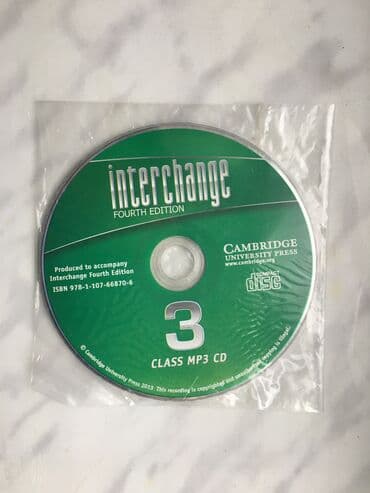 interchange
FOURTH EDITION
Produced to accompany
Interchange Fourth Edition
ISBN 978-1-107-66870-6
CAMBRIDGE
UNIVERSITY PRESS
www.cambridge.org
COMPACT
disc
3
CLASS MP3 CD
© Cambridge University Press 2013 This recording is copyrighted and unauthorized copying is illegal.